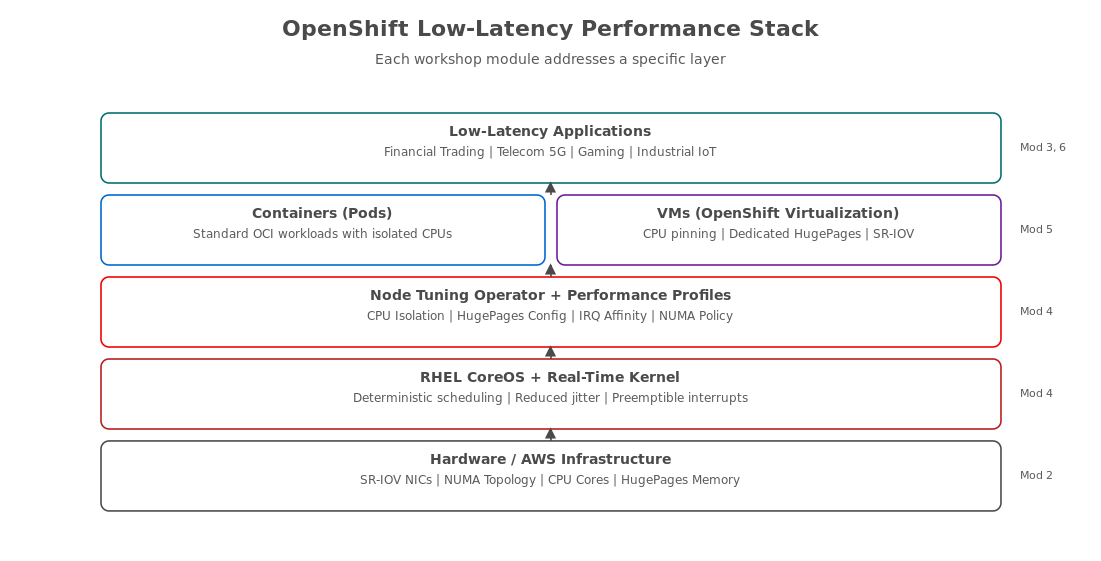 OpenShift Low-Latency Performance Stack
Each workshop module addresses a specific layer
Low-Latency Applications
Financial Trading | Telecom 5G | Gaming | Industrial IoT
Mod 3, 6
Containers (Pods)
Standard OCI workloads with isolated CPUs
VMs (OpenShift Virtualization)
CPU pinning | Dedicated HugePages | SR-IOV
Mod 5
Node Tuning Operator + Performance Profiles
CPU Isolation | HugePages Config | IRQ Affinity | NUMA Policy
Mod 4
RHEL CoreOS + Real-Time Kernel
Deterministic scheduling | Reduced jitter | Preemptible interrupts
Mod 4
Hardware / AWS Infrastructure
SR-IOV NICs | NUMA Topology | CPU Cores | HugePages Memory
Mod 2